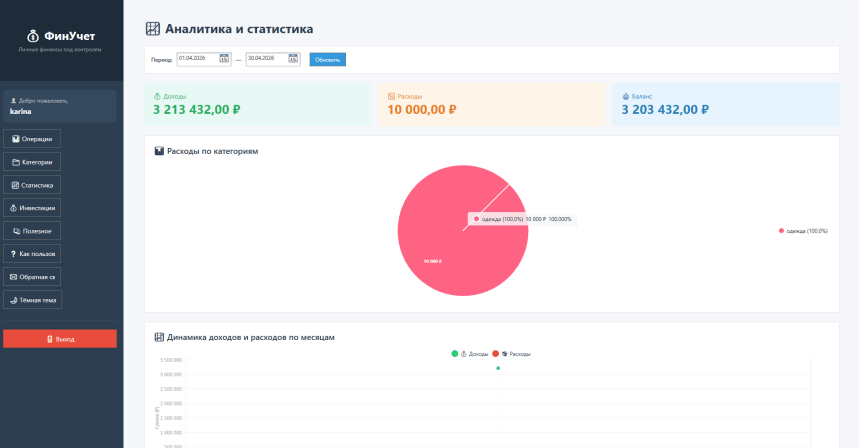 ФинУчет
Личные финансы под контролем
Добро пожаловать,
karina
Операции
Категории
Статистика
Инвестиции
Полезное
Как пользов
Обратная св
Тёмная тема
Выход
Аналитика и статистика
Период: 01.04.2026 — 30.04.2026 Обновить
Доходы
3 213 432,00 ₽
Расходы
10 000,00 ₽
Баланс
3 203 432,00 ₽
Расходы по категориям
одежда (100,0%) 10 000 ₽ 100.000%
10 000 ₽
одежда (100,0%)
Динамика доходов и расходов по месяцам
Доходы Расходы
3 500 000
3 000 000
2 500 000
2 000 000
1 500 000
1 000 000
500 000
Сумма (₽)